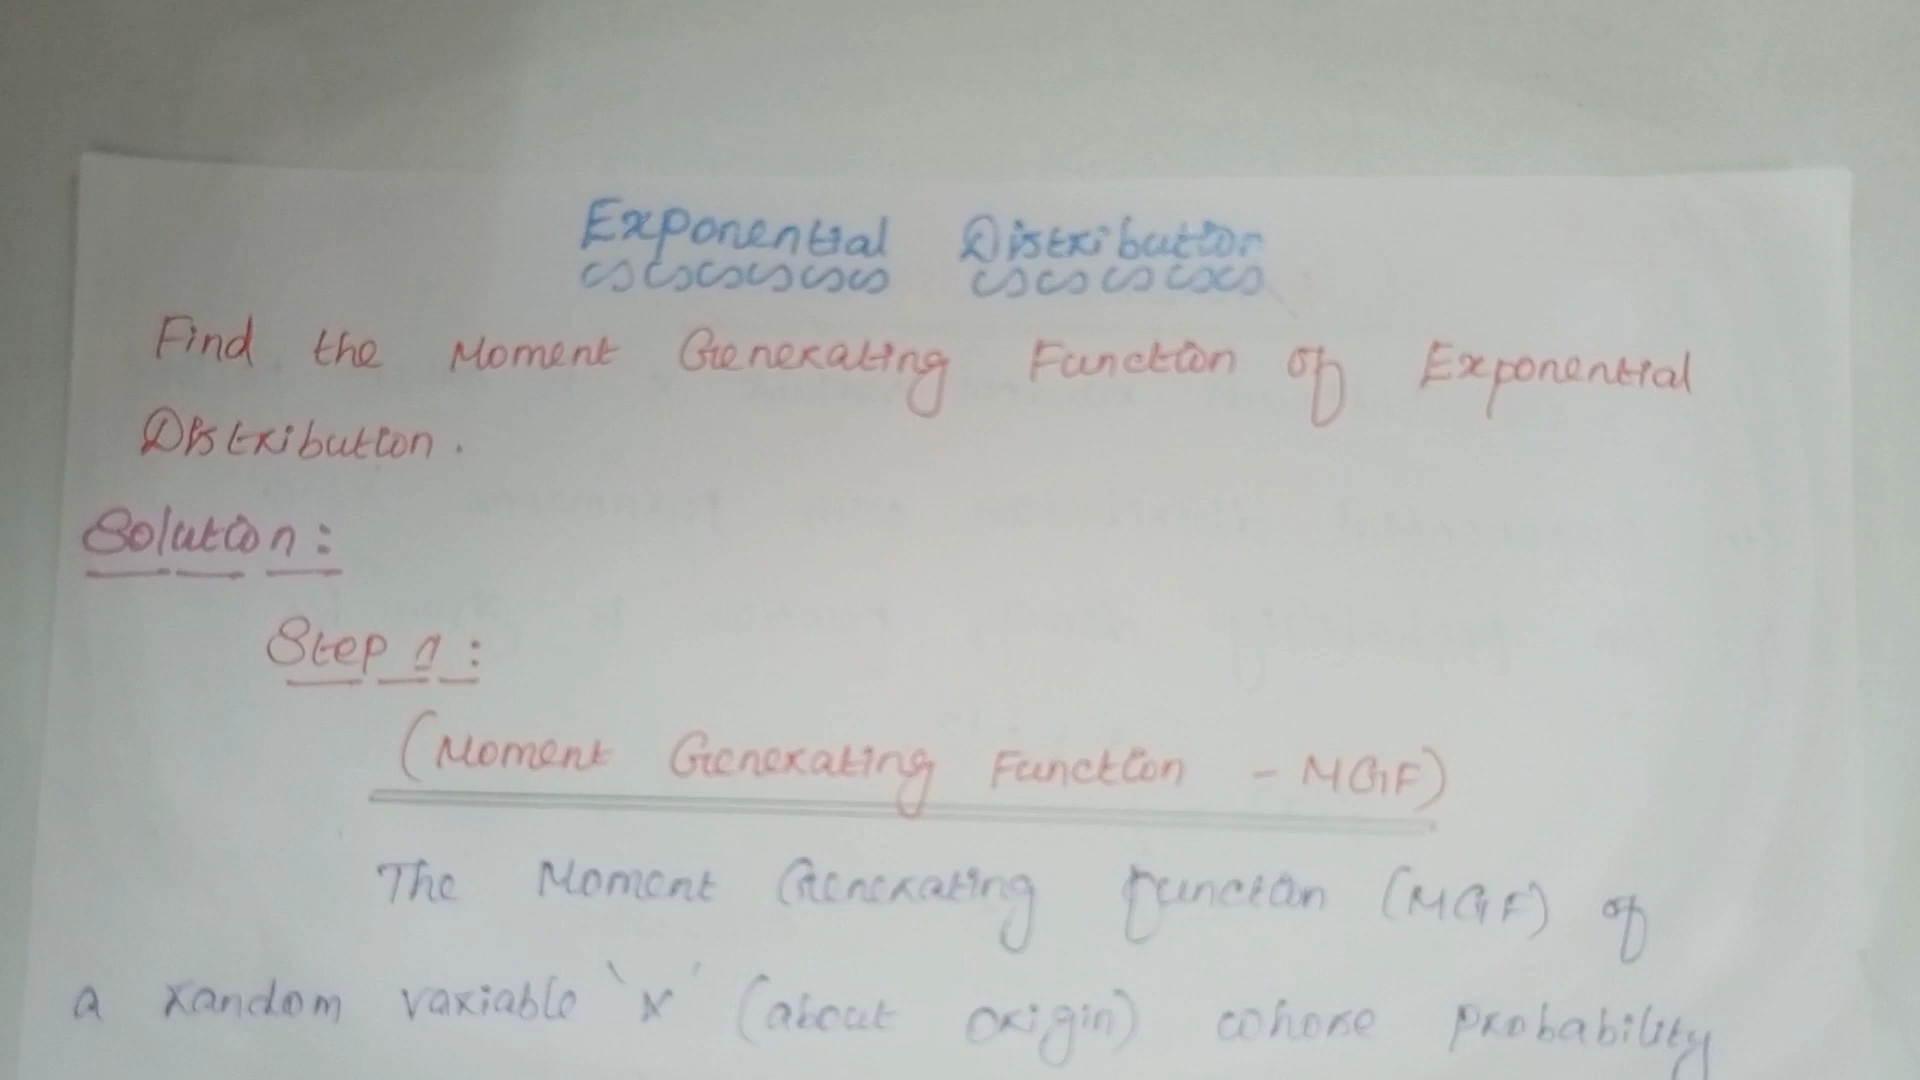 Exponential Distribution
Find the Moment Generating Function of Exponential
Distribution.
Solution:
Step 1:
(Moment Generating Function - MGF)
The Moment Generating function (MGF) of
a random variable 'x' (about origin) whose probability